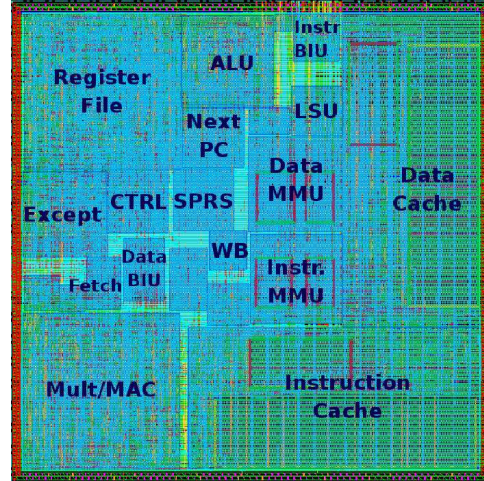 Instr
BIU
ALU
Register
File
LSU
Next
PC
Data
MMU
Data
Cache
CTRL
SPRS
Except
WB
Data
BIU
Fetch
Instr.
MMU
Mult/MAC
Instruction
Cache